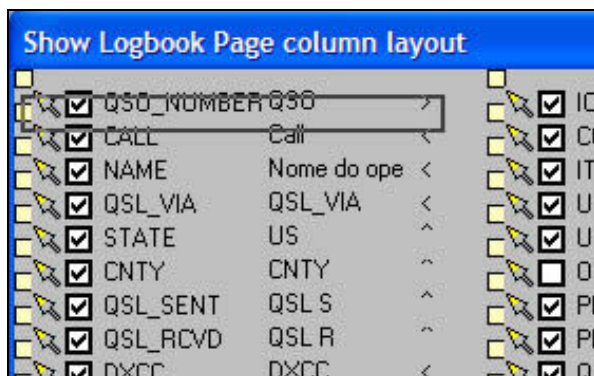 Show Logbook Page column layout
QSO_NUMBER QSO >
CALL Call <
NAME Nome do ope <
QSL_VIA QSL_VIA <
STATE US ^
CNTY CNTY ^
QSL_SENT QSL S ^
QSL_RCVD QSL R ^
DXCC DXCC <